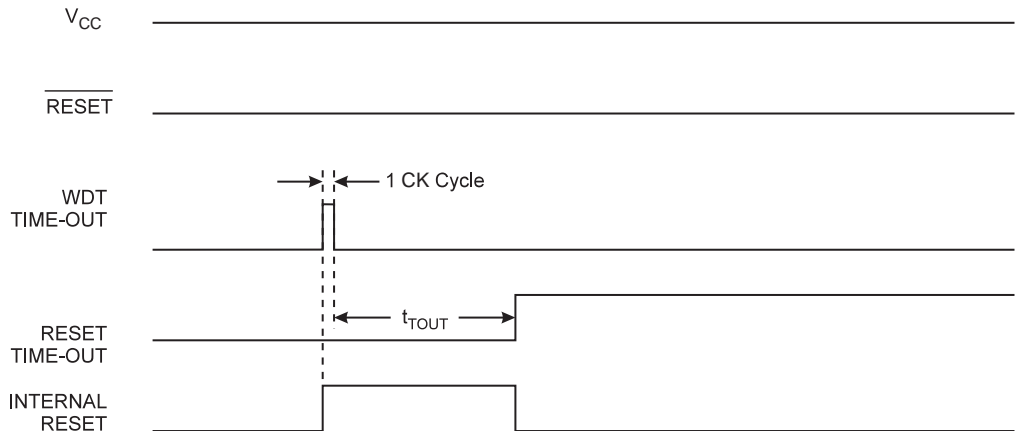 VCC
RESET
1 CK Cycle
WDT
TIME-OUT
tTOUT
RESET
TIME-OUT
INTERNAL
RESET